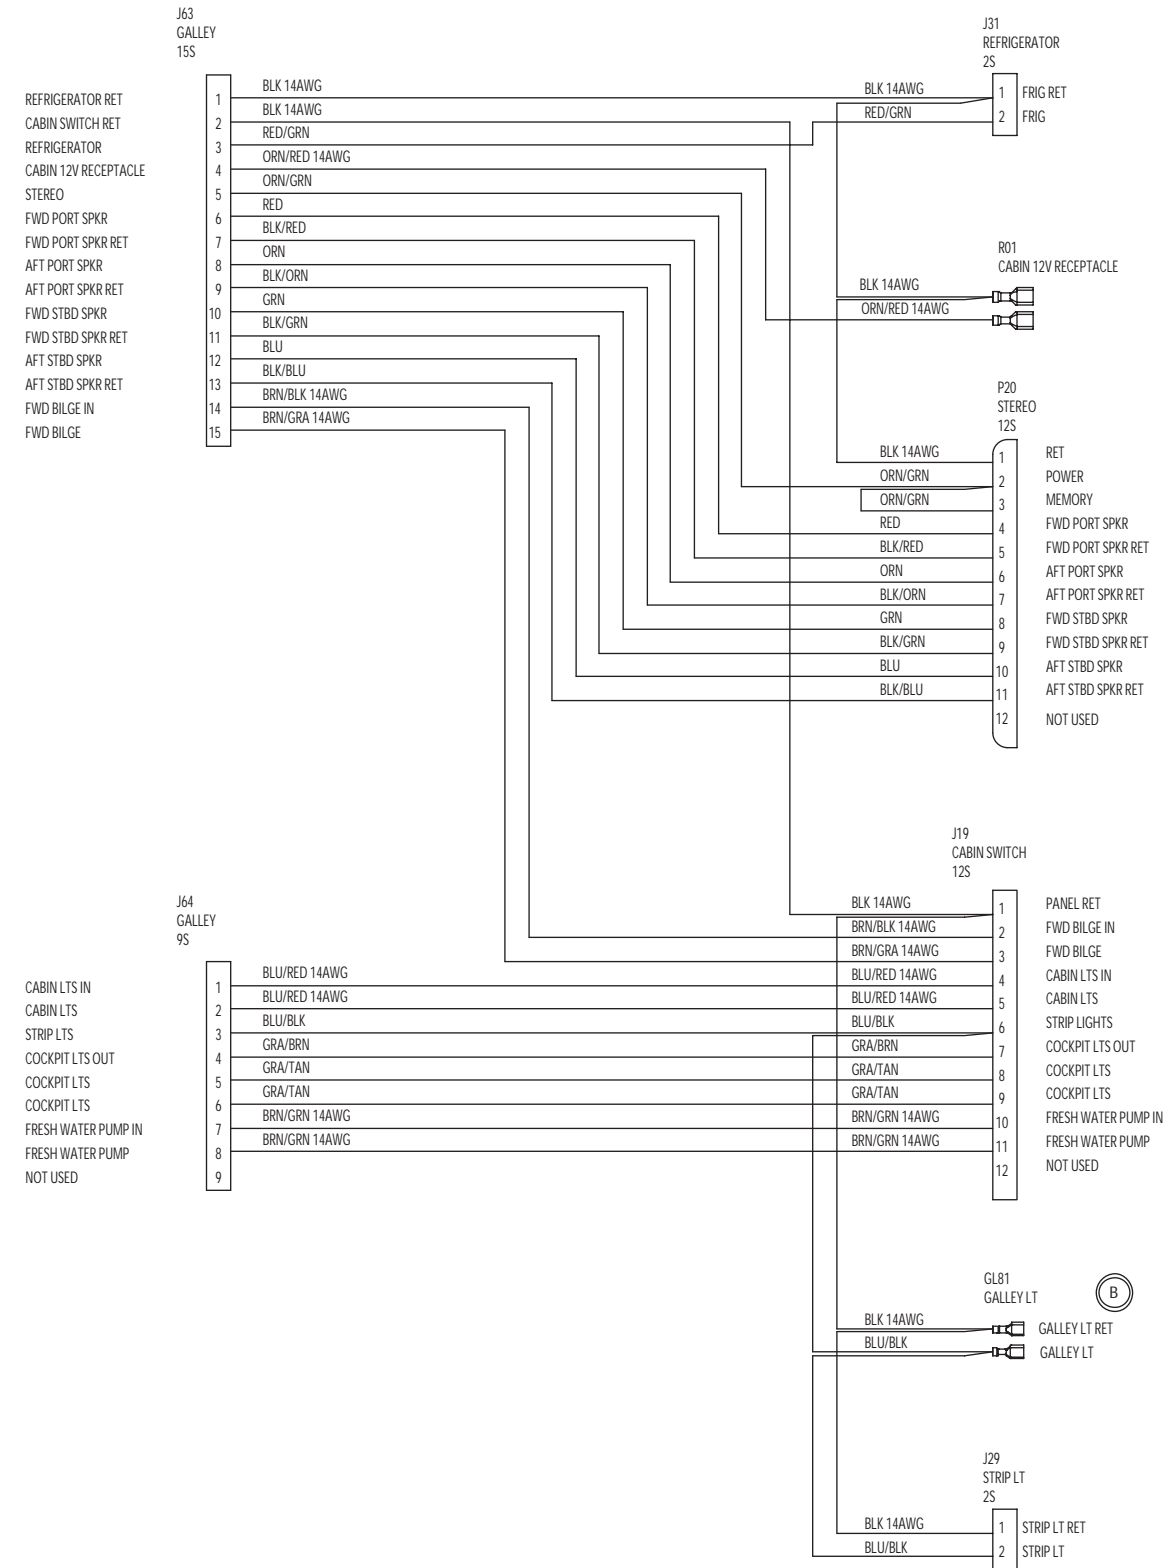 J63
GALLEY
15S
REFRIGERATOR RET 1 BLK 14AWG
CABIN SWITCH RET 2 BLK 14AWG
REFRIGERATOR 3 RED/GRN
CABIN 12V RECEPTACLE 4 ORN/RED 14AWG
STEREO 5 ORN/GRN
FWD PORT SPKR 6 RED
FWD PORT SPKR RET 7 BLK/RED
AFT PORT SPKR 8 ORN
AFT PORT SPKR RET 9 BLK/ORN
FWD STBD SPKR 10 GRN
FWD STBD SPKR RET 11 BLK/GRN
AFT STBD SPKR 12 BLU
AFT STBD SPKR RET 13 BLK/BLU
FWD BILGE IN 14 BRN/BLK 14AWG
FWD BILGE 15 BRN/GRA 14AWG
J31
REFRIGERATOR
2S
BLK 14AWG 1 FRIG RET
RED/GRN 2 FRIG
R01
CABIN 12V RECEPTACLE
BLK 14AWG
ORN/RED 14AWG
P20
STEREO
12S
BLK 14AWG 1 RET
ORN/GRN 2 POWER
ORN/GRN 3 MEMORY
RED 4 FWD PORT SPKR
BLK/RED 5 FWD PORT SPKR RET
ORN 6 AFT PORT SPKR
BLK/ORN 7 AFT PORT SPKR RET
GRN 8 FWD STBD SPKR
BLK/GRN 9 FWD STBD SPKR RET
BLU 10 AFT STBD SPKR
BLK/BLU 11 AFT STBD SPKR RET
12 NOT USED
J64
GALLEY
9S
CABIN LTS IN 1 BLU/RED 14AWG
CABIN LTS 2 BLU/RED 14AWG
STRIP LTS 3 BLU/BLK
COCKPIT LTS OUT 4 GRA/BRN
COCKPIT LTS 5 GRA/TAN
COCKPIT LTS 6 GRA/TAN
FRESH WATER PUMP IN 7 BRN/GRN 14AWG
FRESH WATER PUMP 8 BRN/GRN 14AWG
NOT USED 9
J19
CABIN SWITCH
12S
BLK 14AWG 1 PANEL RET
BRN/BLK 14AWG 2 FWD BILGE IN
BRN/GRA 14AWG 3 FWD BILGE
BLU/RED 14AWG 4 CABIN LTS IN
BLU/RED 14AWG 5 CABIN LTS
BLU/BLK 6 STRIP LIGHTS
GRA/BRN 7 COCKPIT LTS OUT
GRA/TAN 8 COCKPIT LTS
GRA/TAN 9 COCKPIT LTS
BRN/GRN 14AWG 10 FRESH WATER PUMP IN
BRN/GRN 14AWG 11 FRESH WATER PUMP
12 NOT USED
GL81
GALLEY LT
B
BLK 14AWG GALLEY LT RET
BLU/BLK GALLEY LT
J29
STRIP LT
2S
BLK 14AWG 1 STRIP LT RET
BLU/BLK 2 STRIP LT